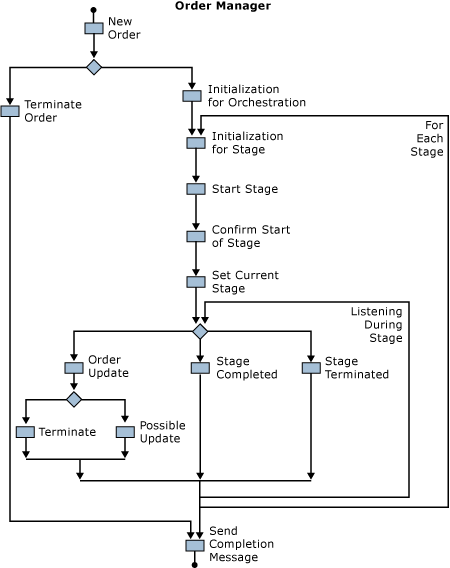 Order Manager
New
Order
Terminate
Order
Initialization
for Orchestration
For
Each
Stage
Initialization
for Stage
Start Stage
Confirm Start
of Stage
Set Current
Stage
Listening
During
Stage
Order
Update
Stage
Completed
Stage
Terminated
Terminate
Possible
Update
Send
Completion
Message